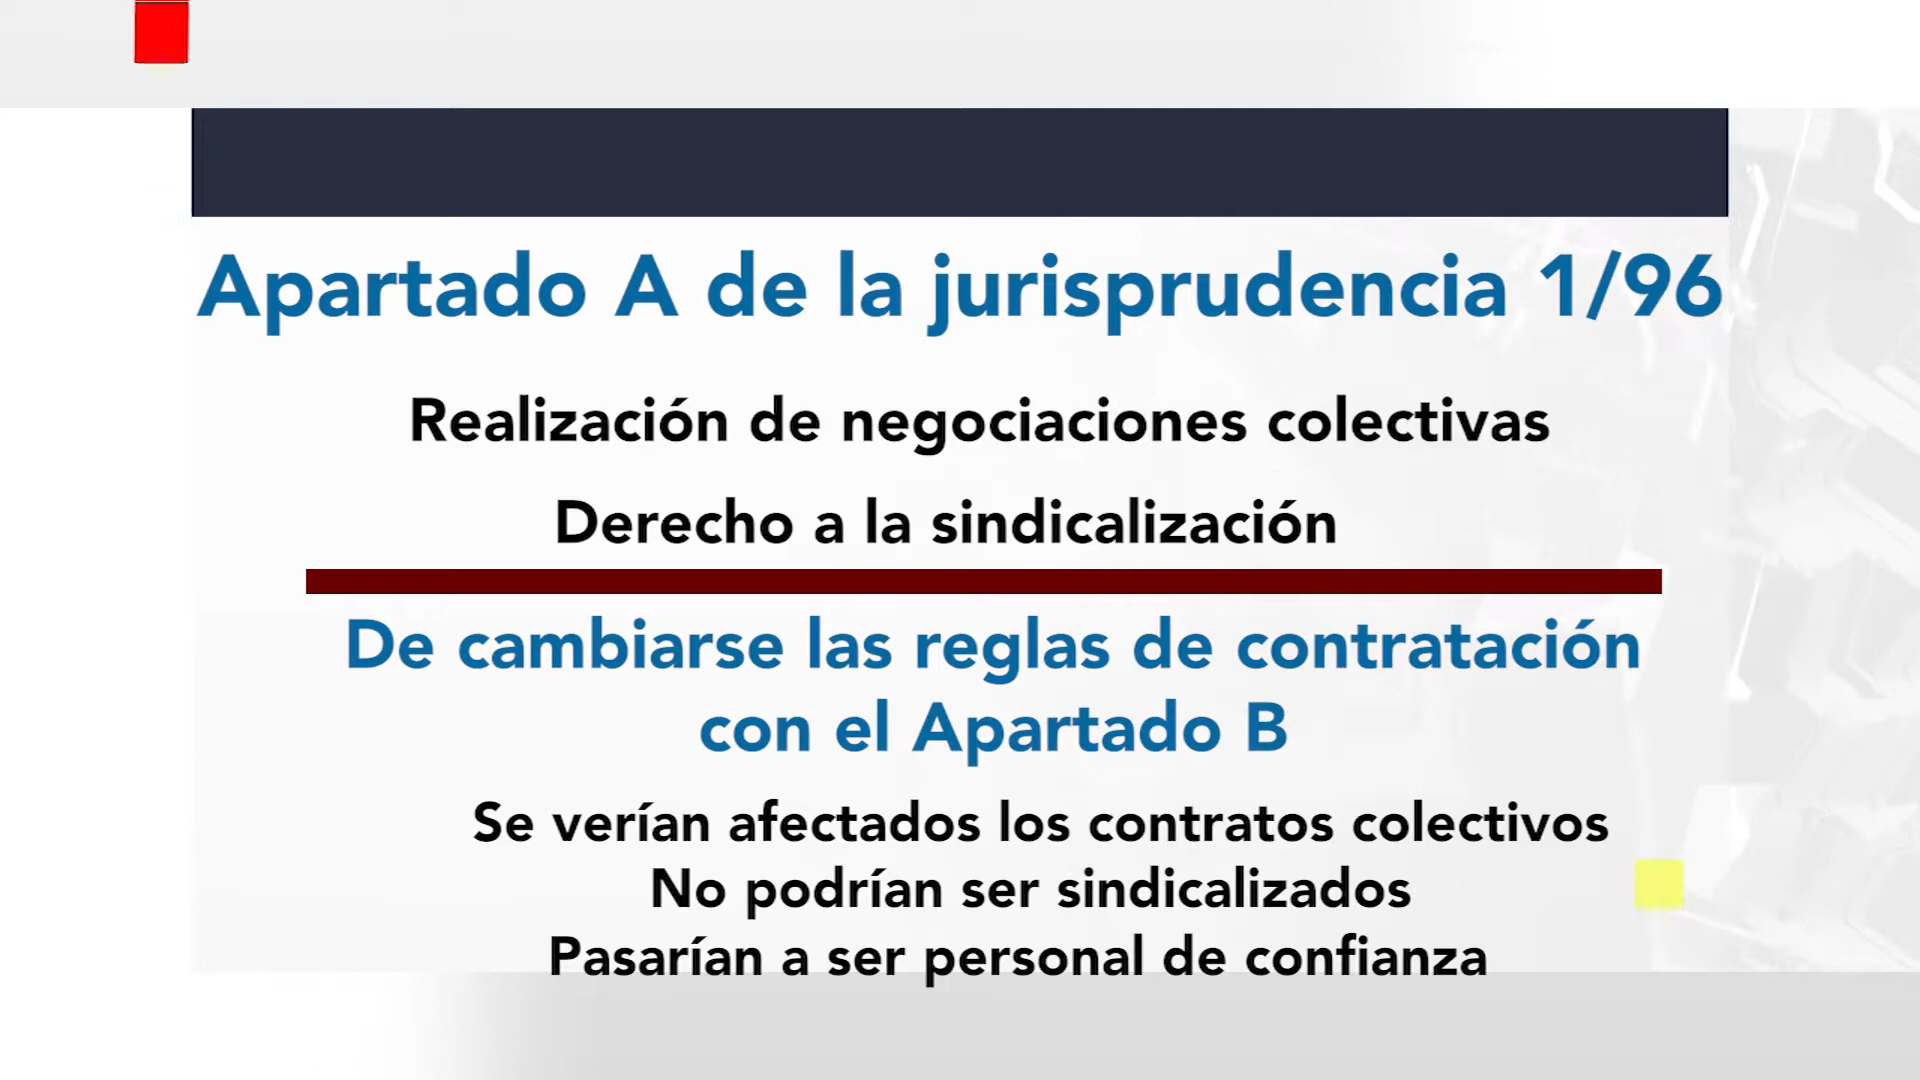 Apartado A de la jurisprudencia 1/96
Realización de negociaciones colectivas
Derecho a la sindicalización
De cambiarse las reglas de contratación
con el Apartado B
Se verían afectados los contratos colectivos
No podrían ser sindicalizados
Pasarían a ser personal de confianza